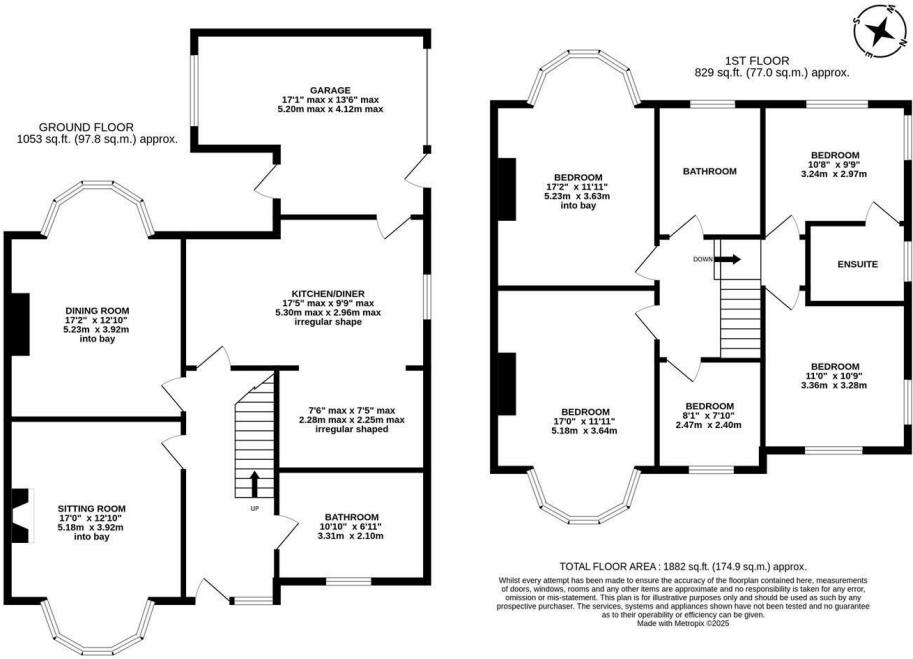 GROUND FLOOR
1053 sq.ft. (97.8 sq.m.) approx.
GARAGE
17'1" max x 13'6" max
5.20m max x 4.12m max
DINING ROOM
17'2" x 12'10"
5.23m x 3.92m
into bay
KITCHEN/DINER
17'5" max x 9'9" max
5.30m max x 2.96m max
irregular shape
7'6" max x 7'5" max
2.28m max x 2.25m max
irregular shaped
SITTING ROOM
17'0" x 12'10"
5.18m x 3.92m
into bay
UP
BATHROOM
10'10" x 6'11"
3.31m x 2.10m
1ST FLOOR
829 sq.ft. (77.0 sq.m.) approx.
S
W
N
E
BEDROOM
17'2" x 11'11"
5.23m x 3.63m
into bay
BATHROOM
BEDROOM
10'8" x 9'9"
3.24m x 2.97m
DOWN
ENSUITE
BEDROOM
17'0" x 11'11"
5.18m x 3.64m
BEDROOM
8'1" x 7'10"
2.47m x 2.40m
BEDROOM
11'0" x 10'9"
3.36m x 3.28m
TOTAL FLOOR AREA : 1882 sq.ft. (174.9 sq.m.) approx.
Whilst every attempt has been made to ensure the accuracy of the floorplan contained here, measurements
of doors, windows, rooms and any other items are approximate and no responsibility is taken for any error,
omission or mis-statement. This plan is for illustrative purposes only and should be used as such by any
prospective purchaser. The services, systems and appliances shown have not been tested and no guarantee
as to their operability or efficiency can be given.
Made with Metropix ©2025